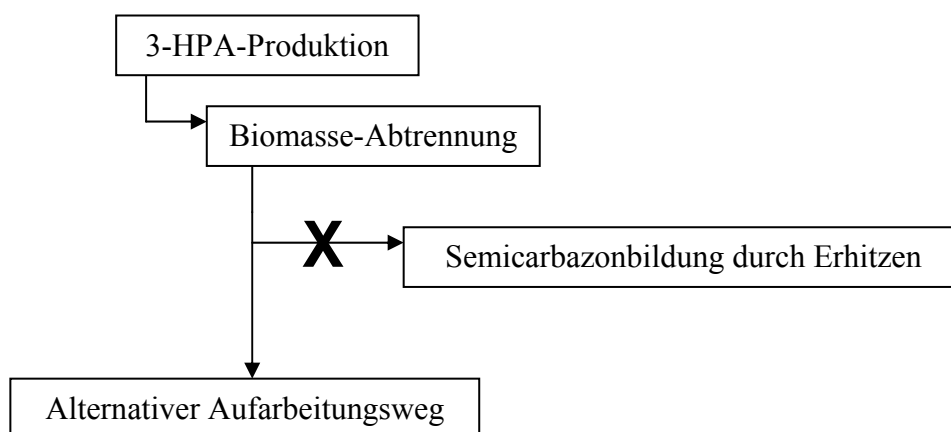 3-HPA-Produktion
Biomasse-Abtrennung
X
Semicarbazonbildung durch Erhitzen
Alternativer Aufarbeitungsweg